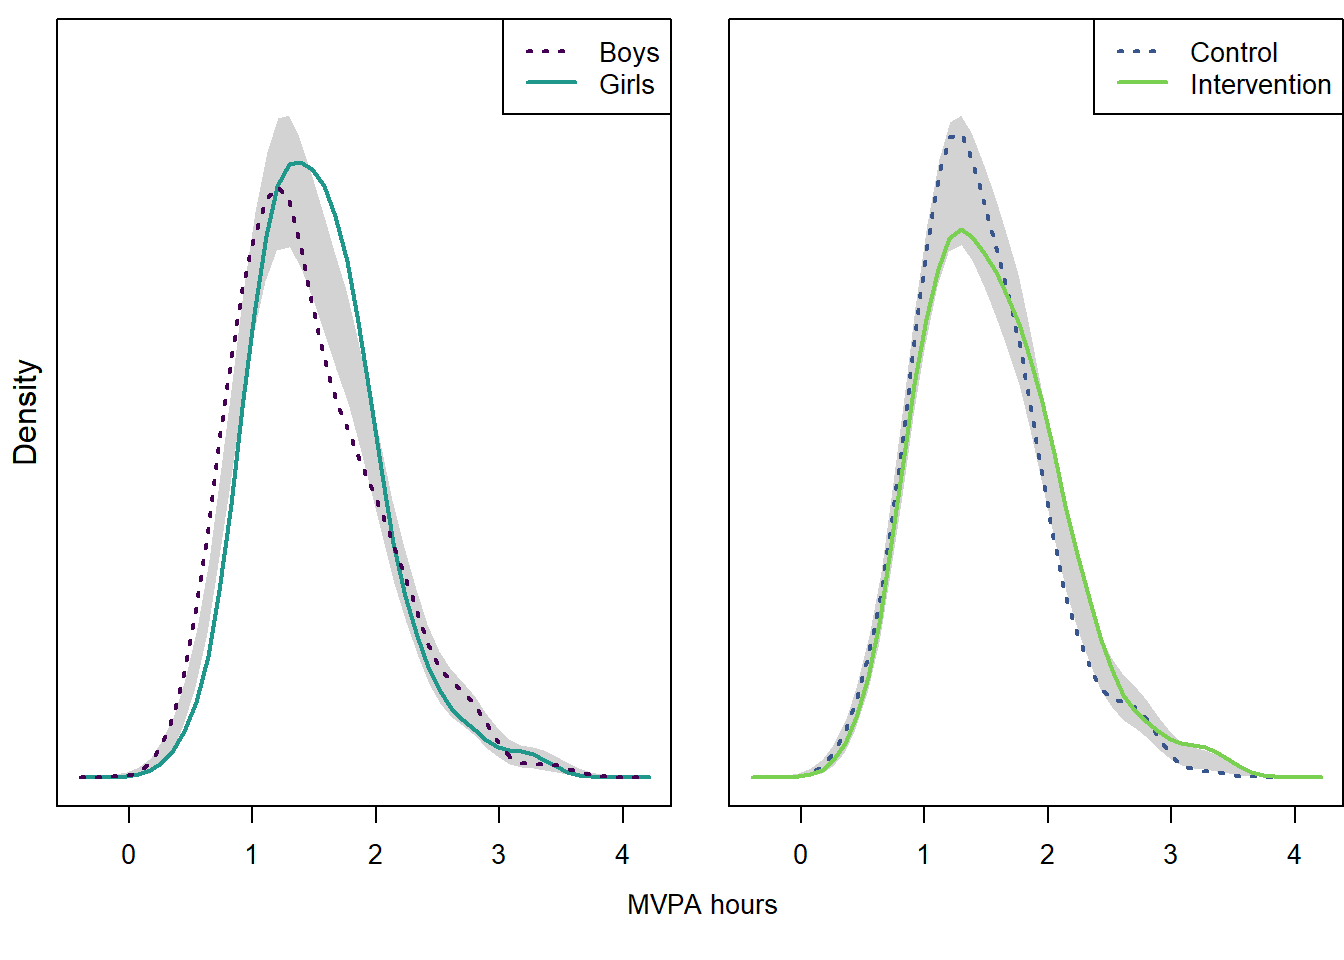 Boys
Girls
Control
Intervention
Density
0 1 2 3 4
0 1 2 3 4
MVPA hours